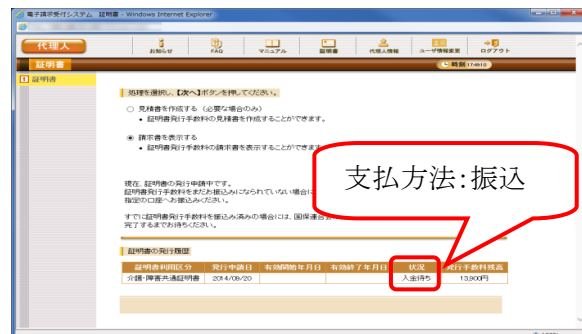 電子請求受付システム 証明書 - Windows Internet Explorer
代理人
お知らせ
FAQ
マニュアル
証明書
代理人情報
ユーザ情報変更
ログアウト
証明書
時刻
1 証明書
処理を選択し、【次へ】ボタンを押してください。
見積書を作成する (必要な場合のみ)
・ 証明書発行手数料の見積書を作成することができます。
請求書を表示する
・ 証明書発行手数料の請求書を表示することができます
支払方法：振込
現在、証明書の発行申請中です。
証明書発行手数料をまだお振込みになられていない場合に
指定の口座へお振込みください。
すでに証明書発行手数料を振込み済みの場合には、国保連合会
完了するまでお待ちください。
証明書の発行履歴
証明書利用区分 発行申請日 有効開始年月日 有効終了年月日 状況 発行手数料残高
介護・障害共通証明書 2014/09/20 入金待ち 13,900円